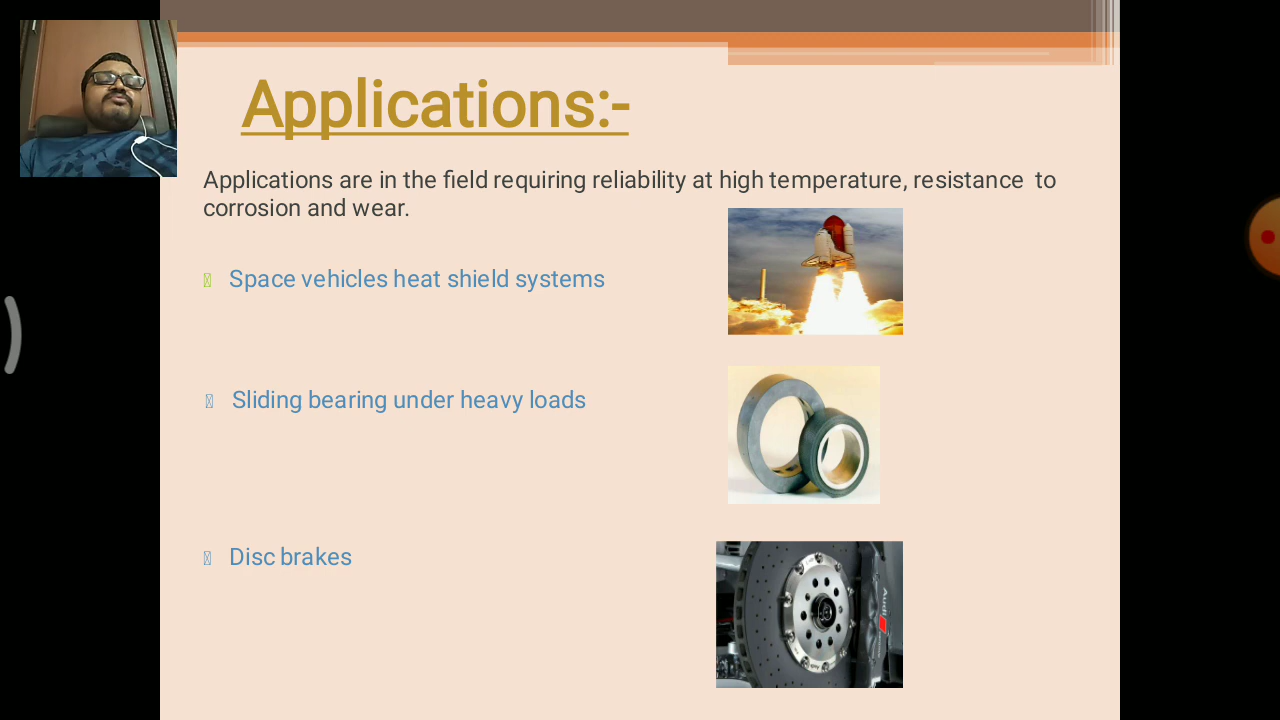 Applications:-
Applications are in the field requiring reliability at high temperature, resistance to
corrosion and wear.
Space vehicles heat shield systems
Sliding bearing under heavy loads
Disc brakes
Audi